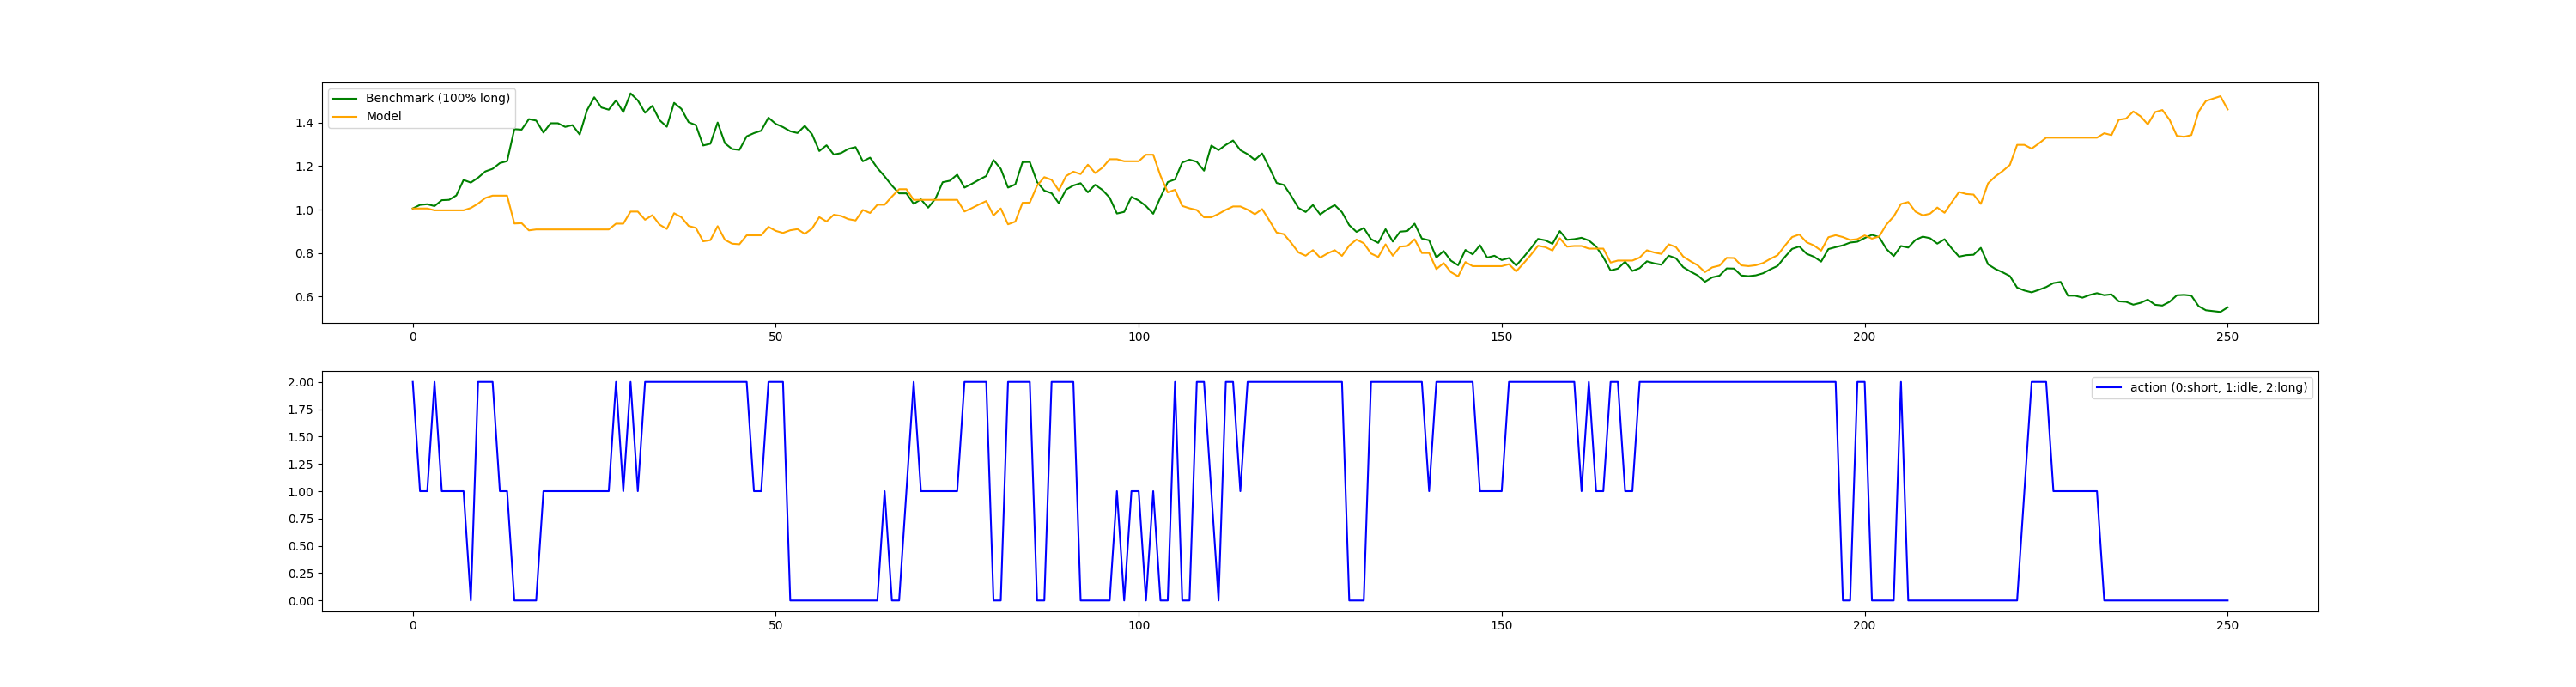 Benchmark (100% long)
Model
1.4
1.2
1.0
0.8
0.6
0 50 100 150 200 250
action (0:short, 1:idle, 2:long)
2.00
1.75
1.50
1.25
1.00
0.75
0.50
0.25
0.00
0 50 100 150 200 250